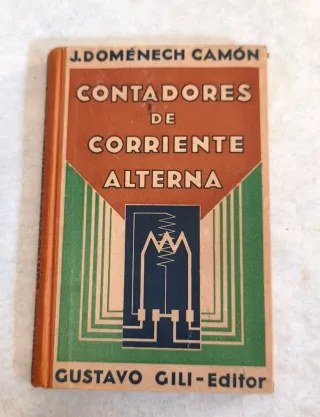 J. DOMÉNECH CAMÓN
CONTADORES
DE
CORRIENTE
ALTERNA
GUSTAVO GILI-Editor